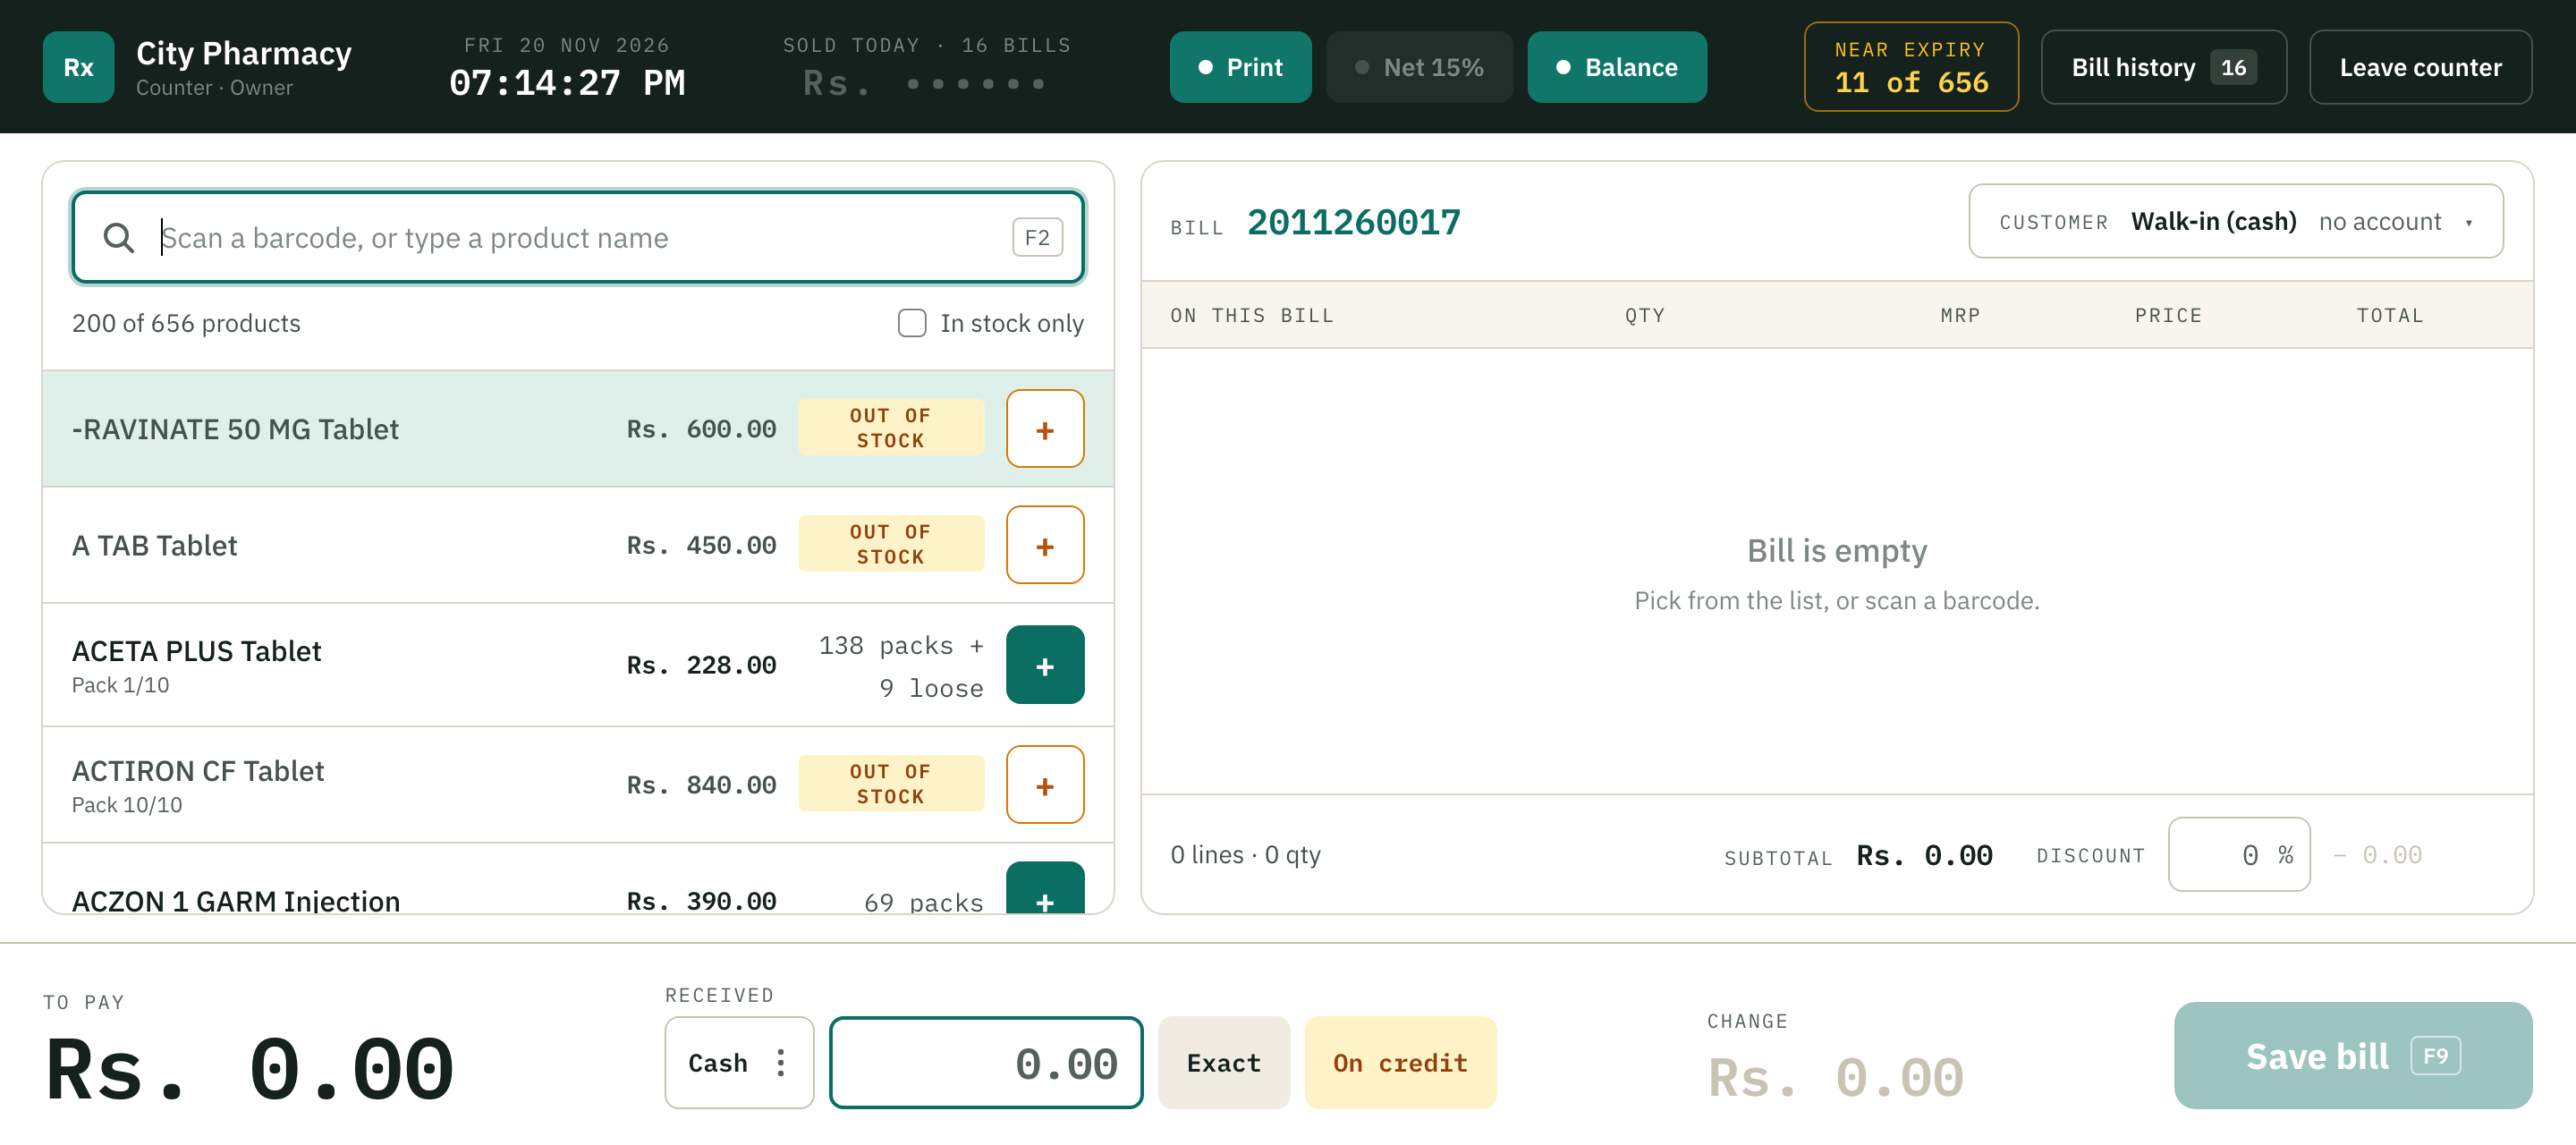 Rx
City Pharmacy
Counter · Owner
FRI 20 NOV 2026
07:14:27 PM
SOLD TODAY · 16 BILLS
Rs. ••••••
Print
Net 15%
Balance
NEAR EXPIRY
11 of 656
Bill history 16
Leave counter
Scan a barcode, or type a product name F2
200 of 656 products
In stock only
-RAVINATE 50 MG Tablet Rs. 600.00 OUT OF
STOCK
+
A TAB Tablet Rs. 450.00 OUT OF
STOCK
+
ACETA PLUS Tablet
Pack 1/10
Rs. 228.00
138 packs +
9 loose
+
ACTIRON CF Tablet
Pack 10/10
Rs. 840.00
OUT OF
STOCK
+
ACZON 1 GARM Injection Rs. 390.00 69 packs +
BILL 2011260017
CUSTOMER Walk-in (cash) no account ▾
ON THIS BILL QTY MRP PRICE TOTAL
Bill is empty
Pick from the list, or scan a barcode.
0 lines · 0 qty
SUBTOTAL Rs. 0.00
DISCOUNT 0 % − 0.00
TO PAY
Rs. 0.00
RECEIVED
Cash
0.00
Exact
On credit
CHANGE
Rs. 0.00
Save bill F9